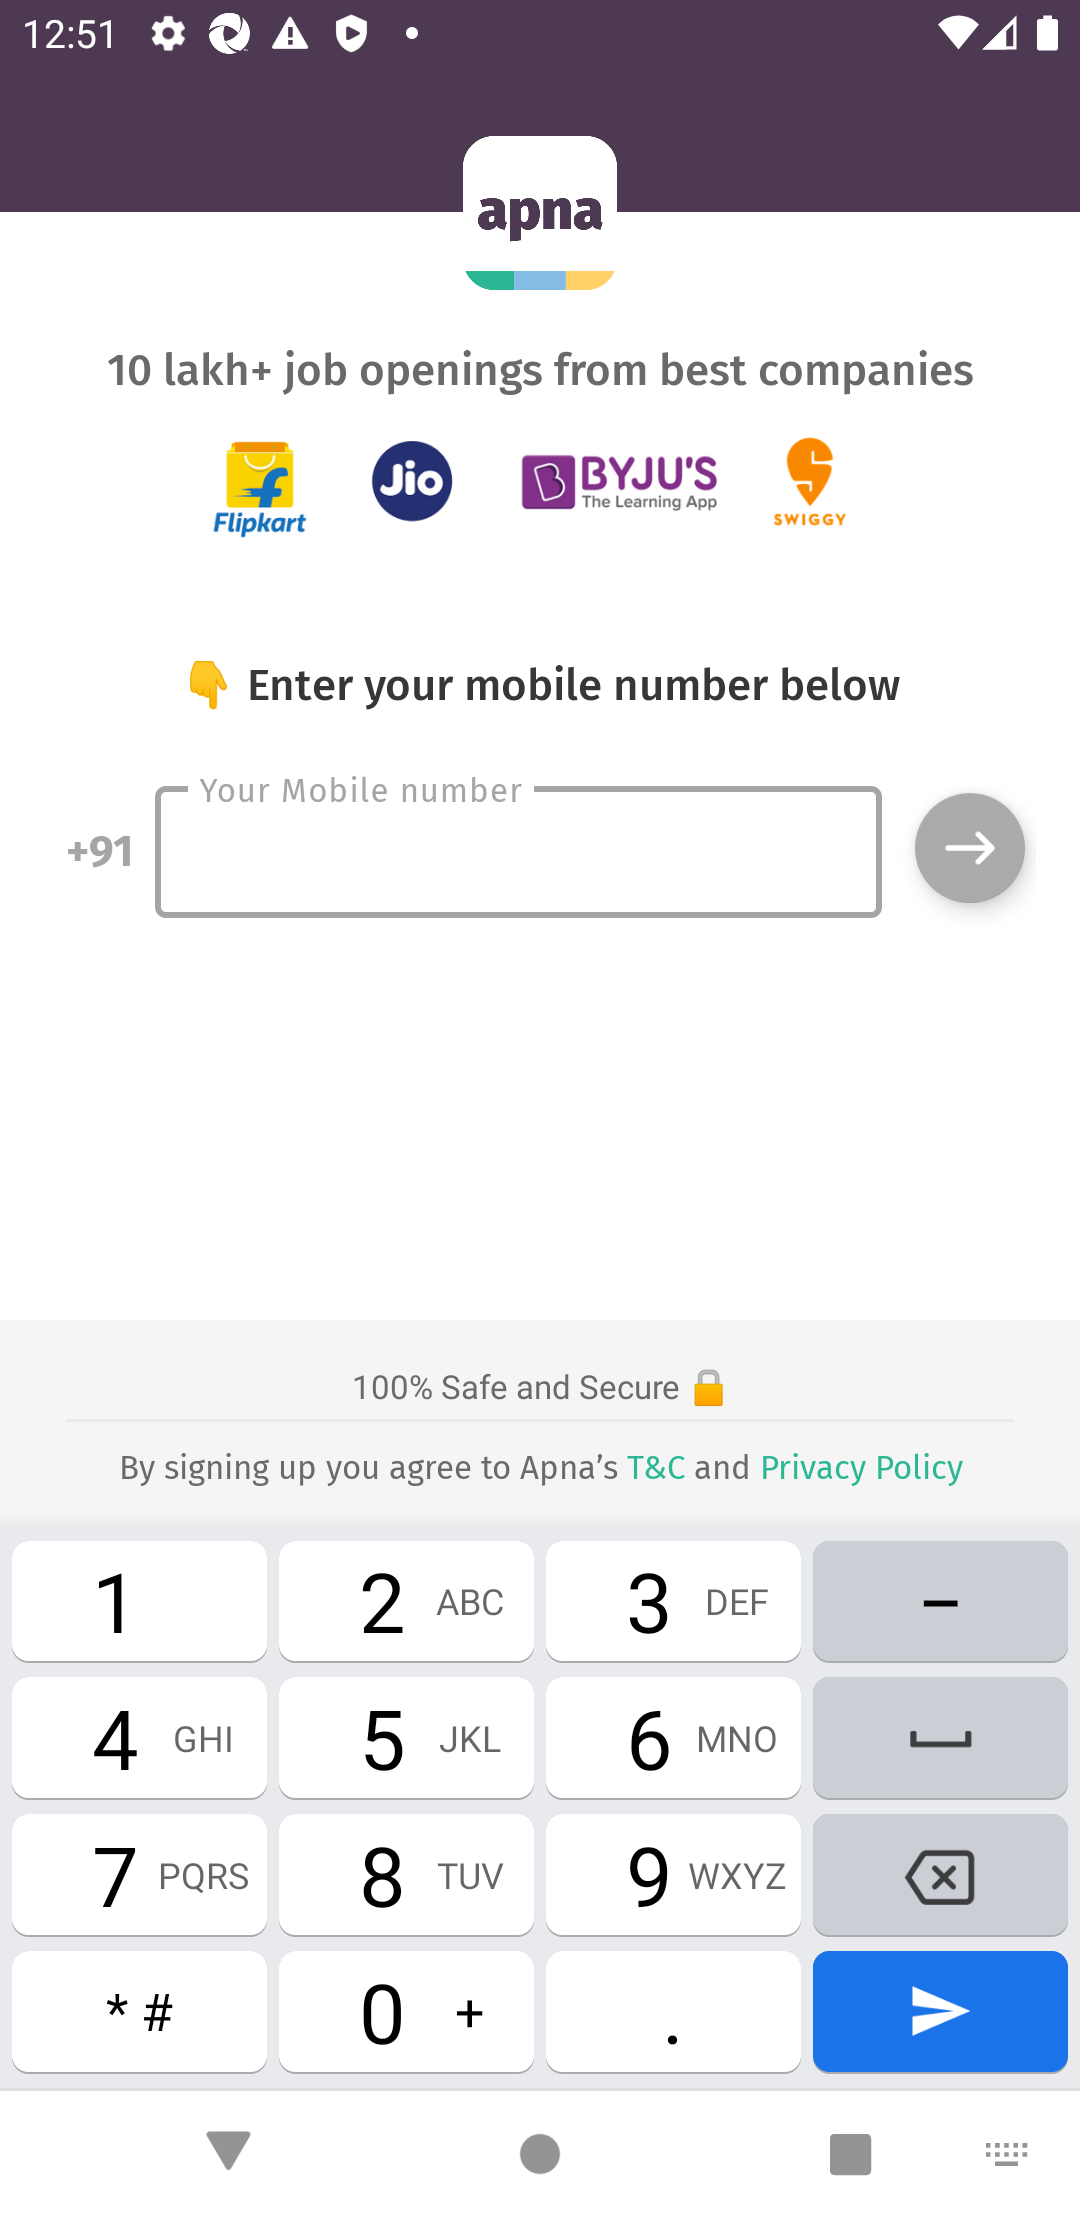 12:51
apna
10 lakh+ job openings from best companies
Flipkart
Jio
BYJU'S
The Learning App
SWIGGY
👇 Enter your mobile number below
Your Mobile number
+91
100% Safe and Secure 🔒
By signing up you agree to Apna’s T&C and Privacy Policy
1
2 ABC
3 DEF
–
4 GHI
5 JKL
6 MNO
7 PQRS
8 TUV
9 WXYZ
* #
0 +
.